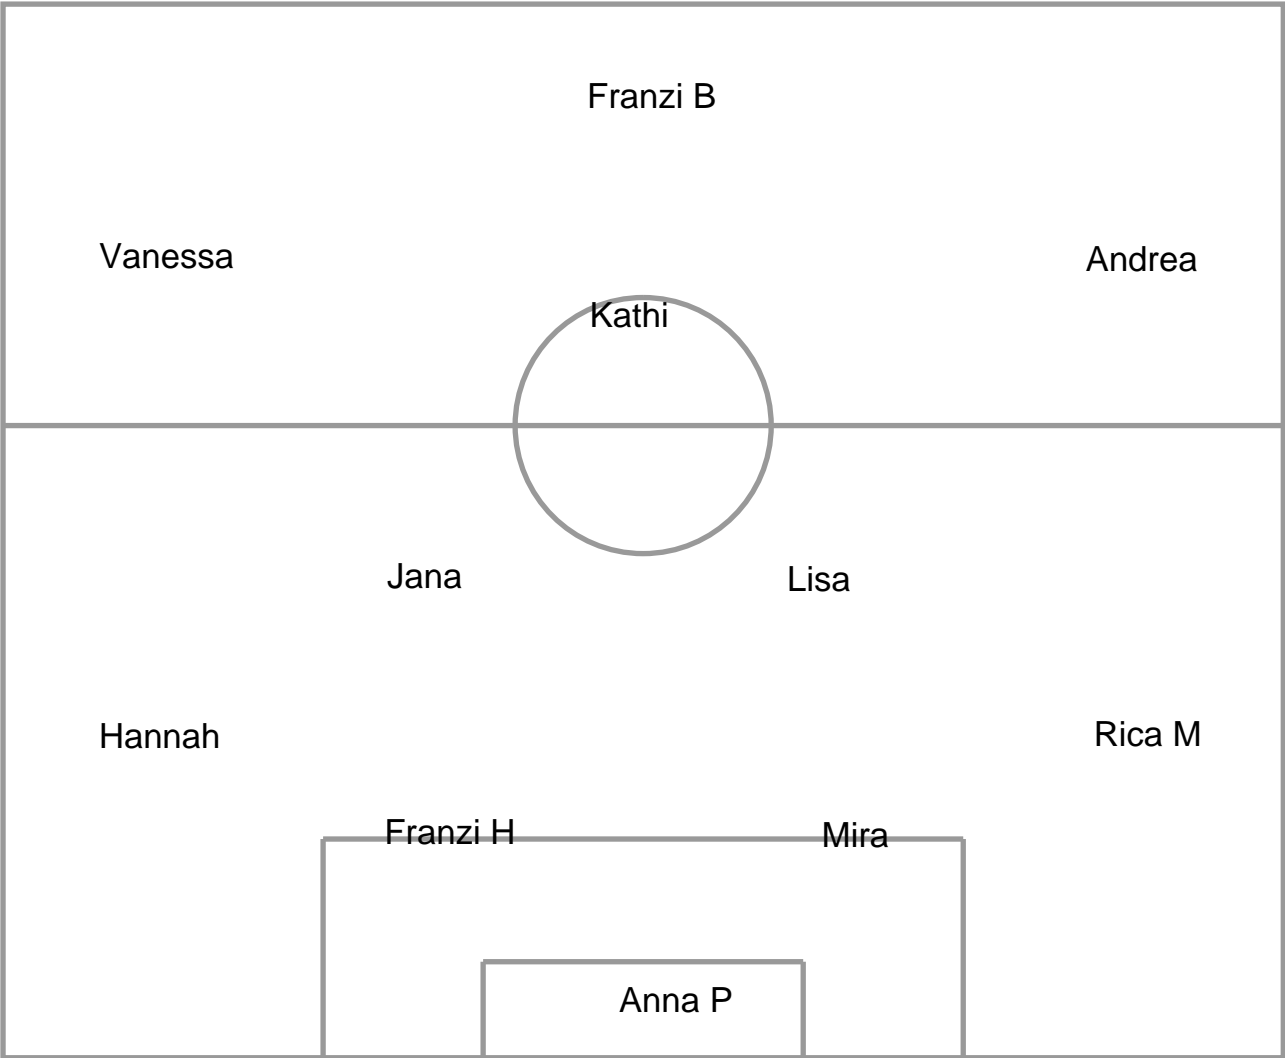 Franzi B
Vanessa
Andrea
Kathi
Jana
Lisa
Hannah
Rica M
Franzi H
Mira
Anna P